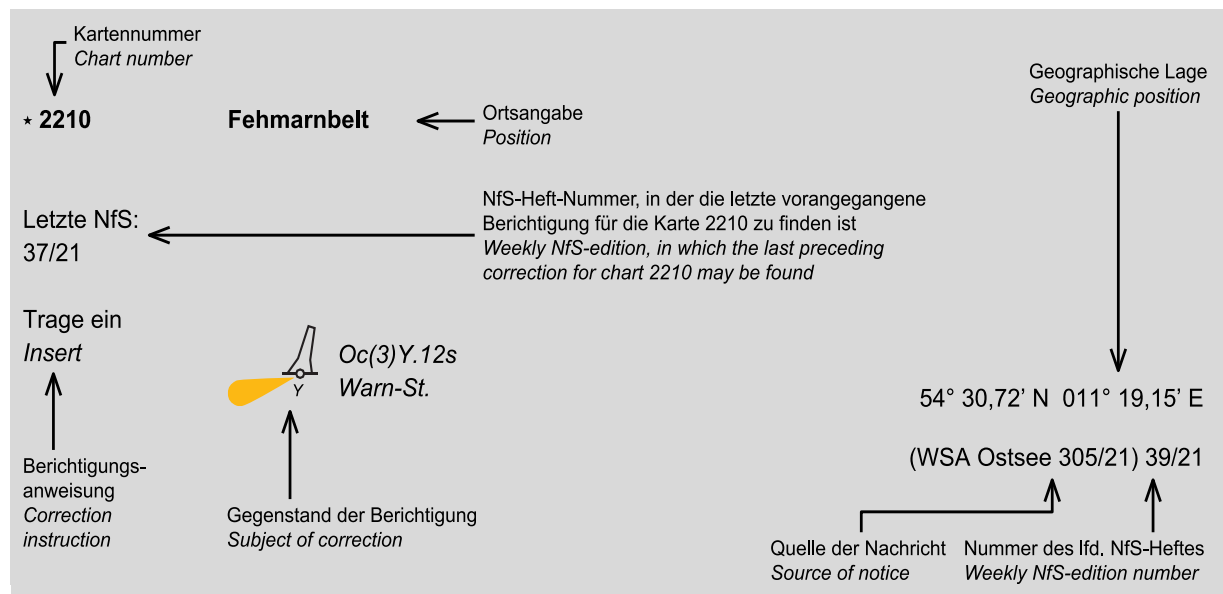 Kartennummer
Chart number
Geographische Lage
Geographic position
⋆ 2210 Fehmarnbelt
Ortsangabe
Position
NfS-Heft-Nummer, in der die letzte vorangegangene
Berichtigung für die Karte 2210 zu finden ist
Weekly NfS-edition, in which the last preceding
correction for chart 2210 may be found
Letzte NfS:
37/21
Trage ein
Insert
Oc(3)Y.12s
Warn-St.
Y
54° 30,72’ N 011° 19,15’ E
(WSA Ostsee 305/21) 39/21
Berichtigungs-
anweisung
Correction
instruction
Gegenstand der Berichtigung
Subject of correction
Quelle der Nachricht
Source of notice
Nummer des lfd. NfS-Heftes
Weekly NfS-edition number